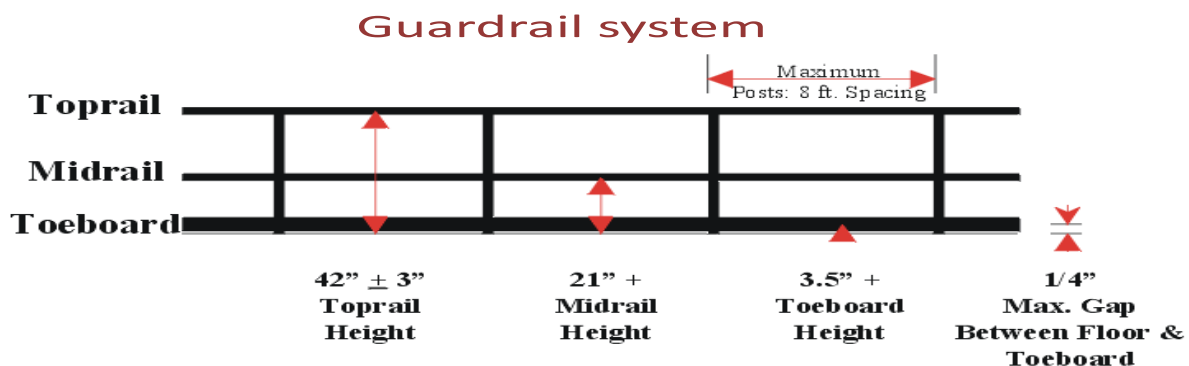 Guardrail system
Maximum
Posts: 8 ft. Spacing
Toprail
Midrail
Toeboard
42” ± 3”
Toprail
Height
21” +
Midrail
Height
3.5” +
Toeboard
Height
1/4”
Max. Gap
Between Floor &
Toeboard